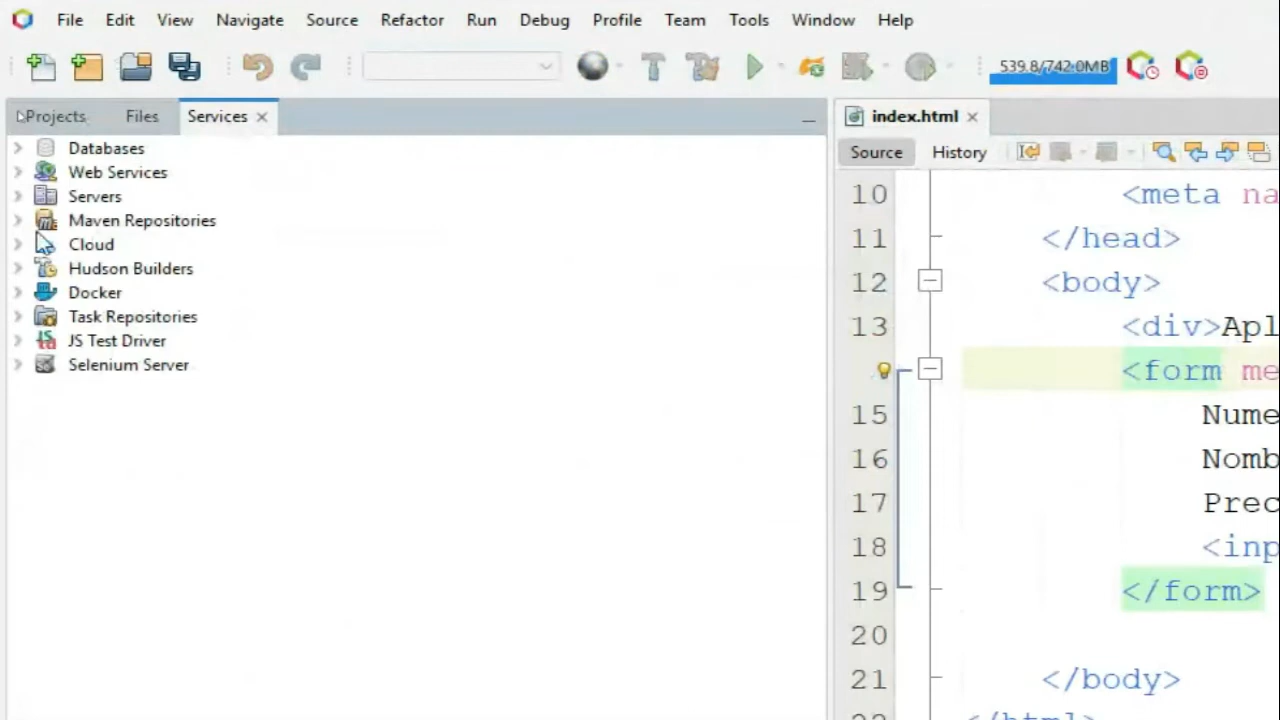 File Edit View Navigate Source Refactor Run Debug Profile Team Tools Window Help
539.8/742.0MB
Projects Files Services
index.html
Source History
Databases
Web Services
Servers
Maven Repositories
Cloud
Hudson Builders
Docker
Task Repositories
JS Test Driver
Selenium Server
10 <meta na
11 </head>
12 <body>
13 <div>Apl
<form me
15 Nume
16 Nomb
17 Prec
18 <inp
19 </form>
20
21 </body>
22 </html>